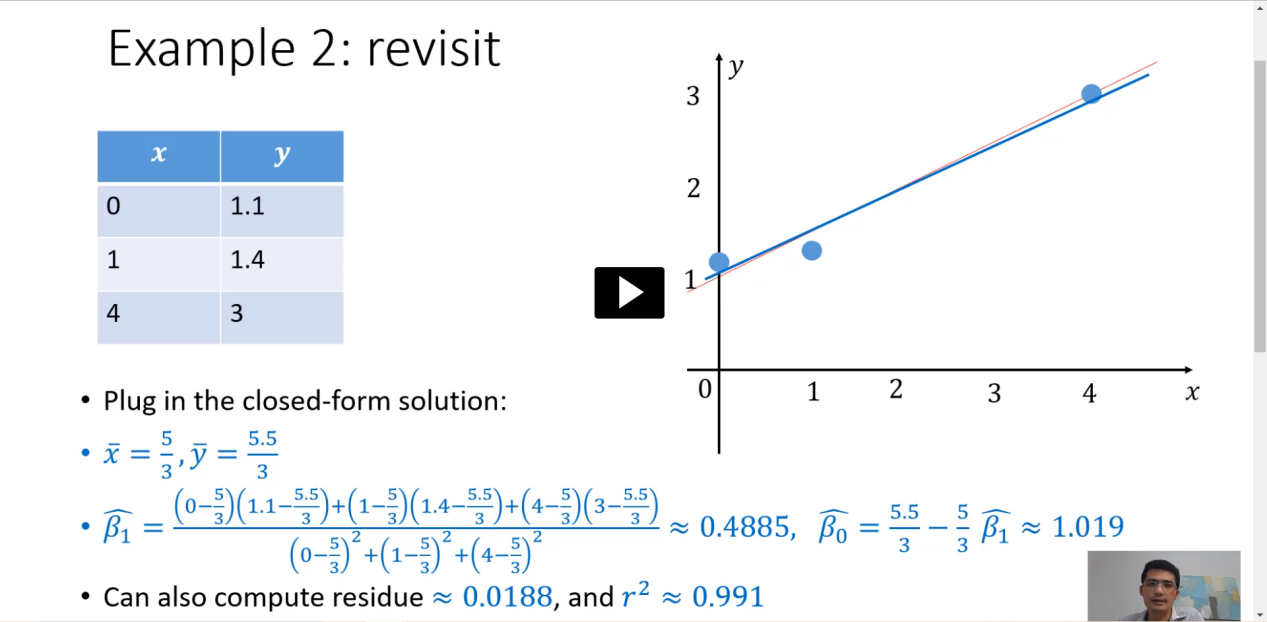 Example 2: revisit
x y
0 1.1
1 1.4
4 3
y
3
2
1
0 1 2 3 4 x
• Plug in the closed-form solution:
• x̄ = 5/3, ȳ = 5.5/3
• β̂₁ = ((0−5/3)(1.1−5.5/3)+(1−5/3)(1.4−5.5/3)+(4−5/3)(3−5.5/3))/((0−5/3)²+(1−5/3)²+(4−5/3)²) ≈ 0.4885, β̂₀ = 5.5/3 − 5/3 β̂₁ ≈ 1.019
• Can also compute residue ≈ 0.0188, and r² ≈ 0.991